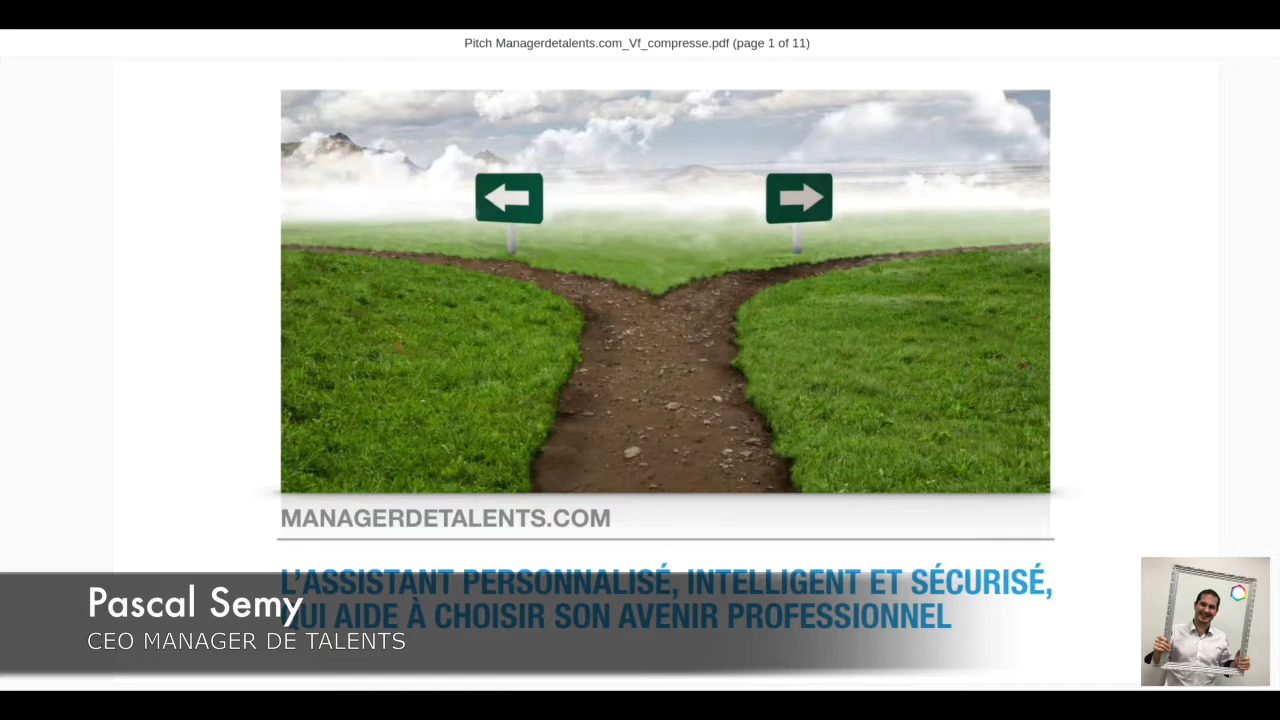 Pitch Managerdetalents.com_Vf_compresse.pdf (page 1 of 11)
MANAGERDETALENTS.COM
L'ASSISTANT PERSONNALISÉ, INTELLIGENT ET SÉCURISÉ,
QUI AIDE À CHOISIR SON AVENIR PROFESSIONNEL
Pascal Semy
CEO MANAGER DE TALENTS